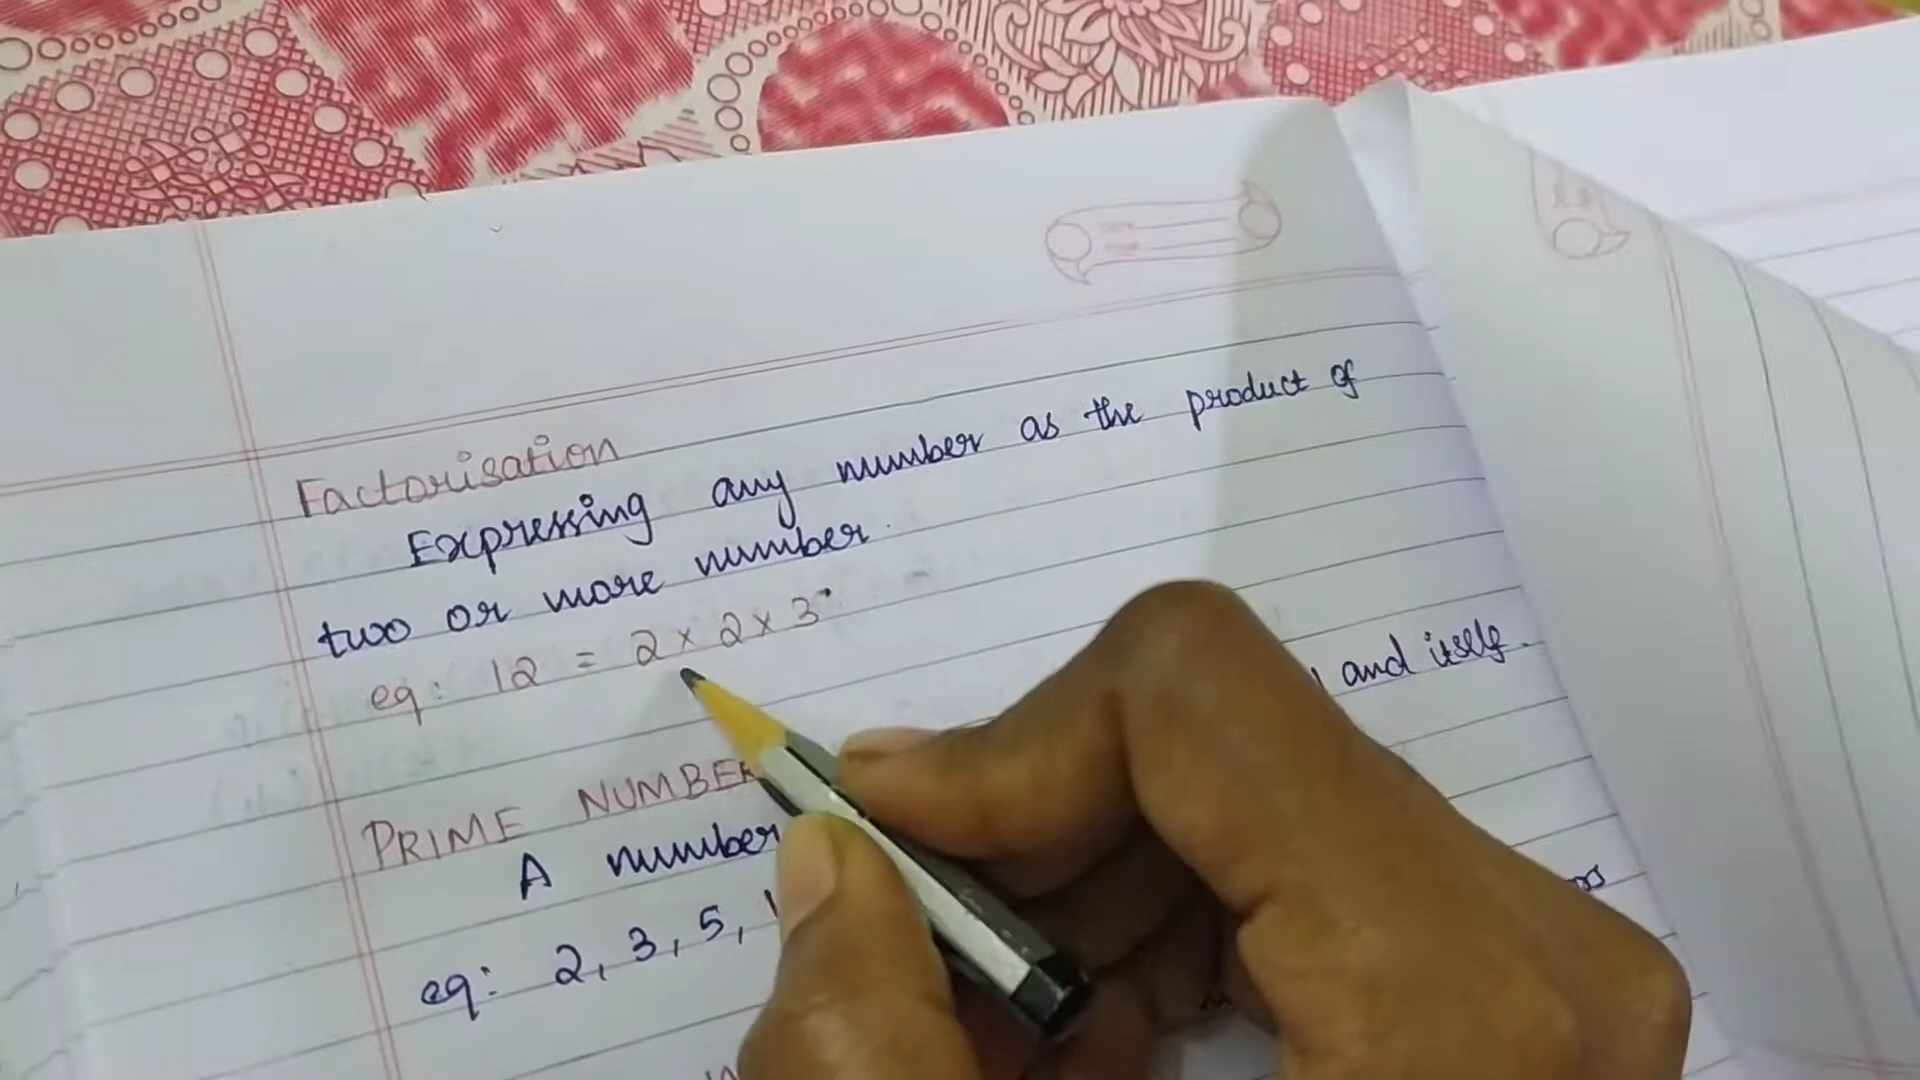 Factorisation
Expressing any number as the product of
two or more number.
eg: 12 = 2 × 2 × 3
and itself.
PRIME NUMBER
A number
eg: 2, 3, 5,